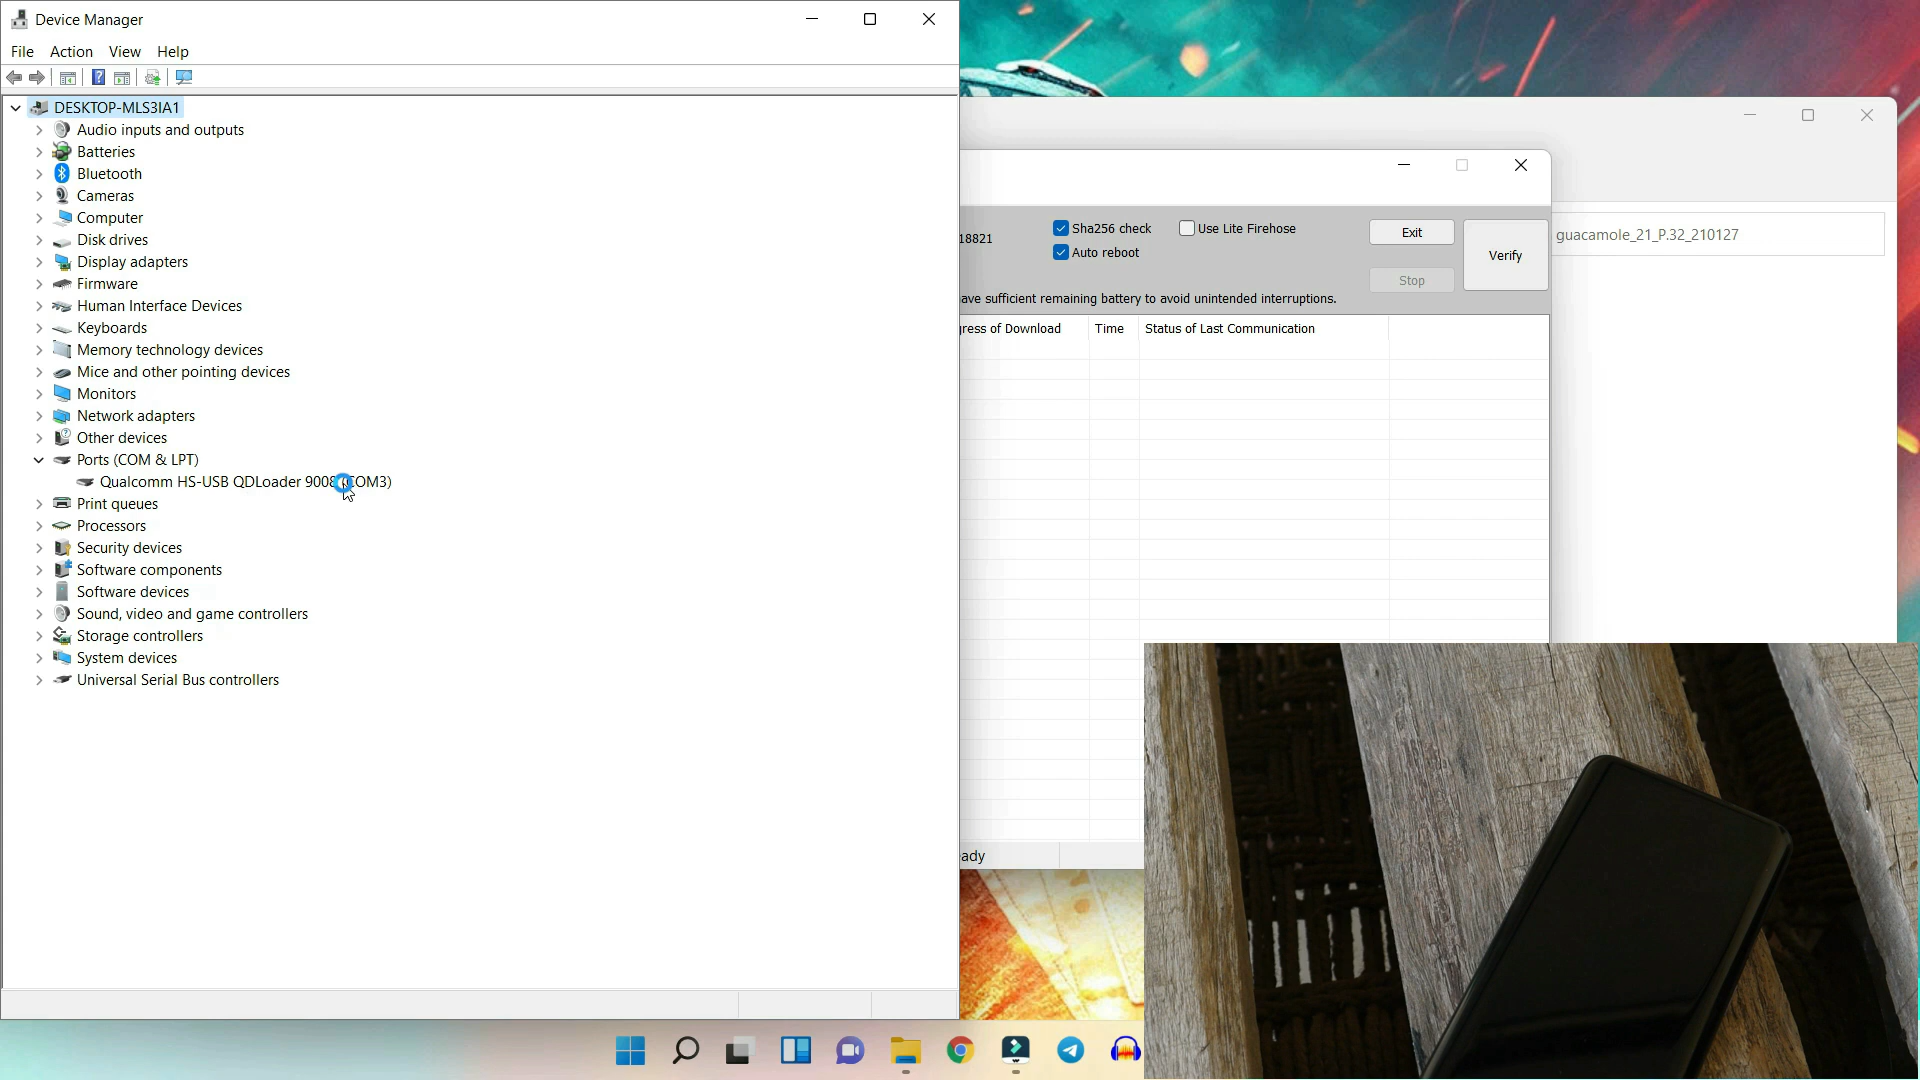 Device Manager
File Action View Help
DESKTOP-MLS3IA1
Audio inputs and outputs
Batteries
Bluetooth
Cameras
Computer
Disk drives
Display adapters
Firmware
Human Interface Devices
Keyboards
Memory technology devices
Mice and other pointing devices
Monitors
Network adapters
Other devices
Ports (COM & LPT)
Qualcomm HS-USB QDLoader 9008 (COM3)
Print queues
Processors
Security devices
Software components
Software devices
Sound, video and game controllers
Storage controllers
System devices
Universal Serial Bus controllers
18821
Sha256 check
Use Lite Firehose
Auto reboot
Exit
Stop
Verify
ave sufficient remaining battery to avoid unintended interruptions.
gress of Download Time Status of Last Communication
ady
guacamole_21_P.32_210127